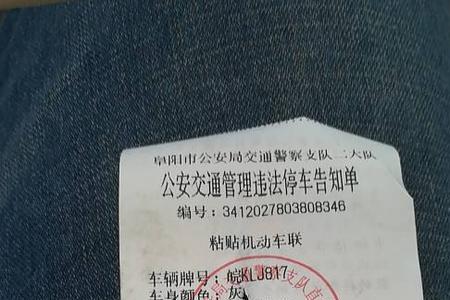 阜阳市公安局交通警察支队二大队
公安交通管理违法停车告知单
编号：3412027803808346
粘贴机动车联
车辆牌号：皖KLJ817
车身颜色：灰